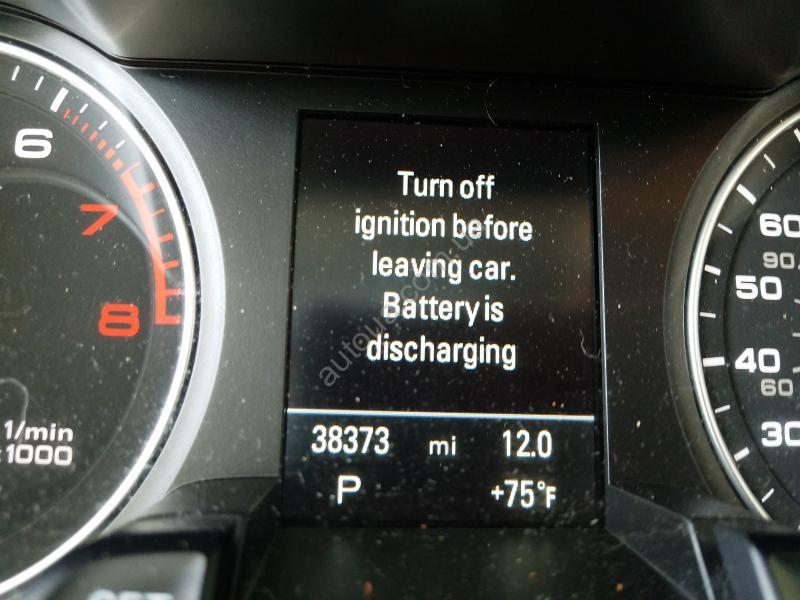 Turn off
ignition before
leaving car.
Battery is
discharging
38373 mi 12.0
P +75°F
6
7
8
1/min
x1000
60
90
50
40
60
30